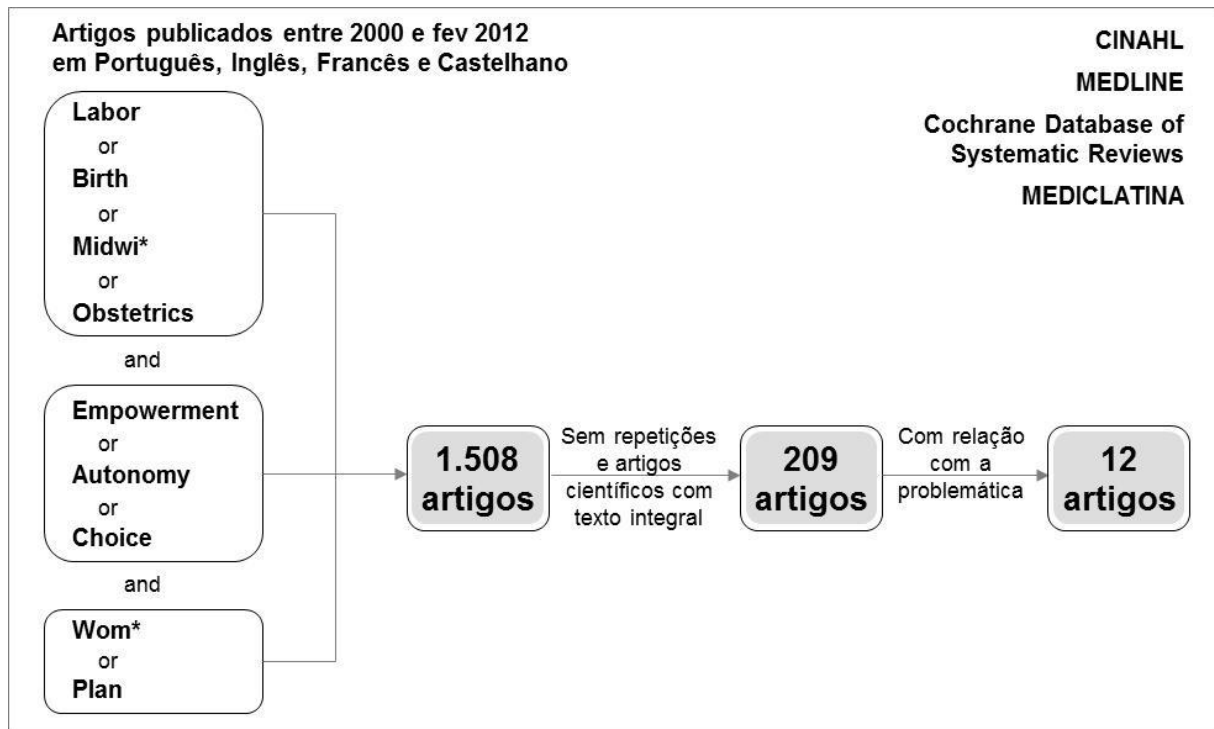 Artigos publicados entre 2000 e fev 2012
em Português, Inglês, Francês e Castelhano
CINAHL
MEDLINE
Cochrane Database of
Systematic Reviews
MEDICLATINA
Labor
or
Birth
or
Midwi*
or
Obstetrics
and
Empowerment
or
Autonomy
or
Choice
and
Wom*
or
Plan
1.508
artigos
Sem repetições
e artigos
científicos com
texto integral
209
artigos
Com relação
com a
problemática
12
artigos